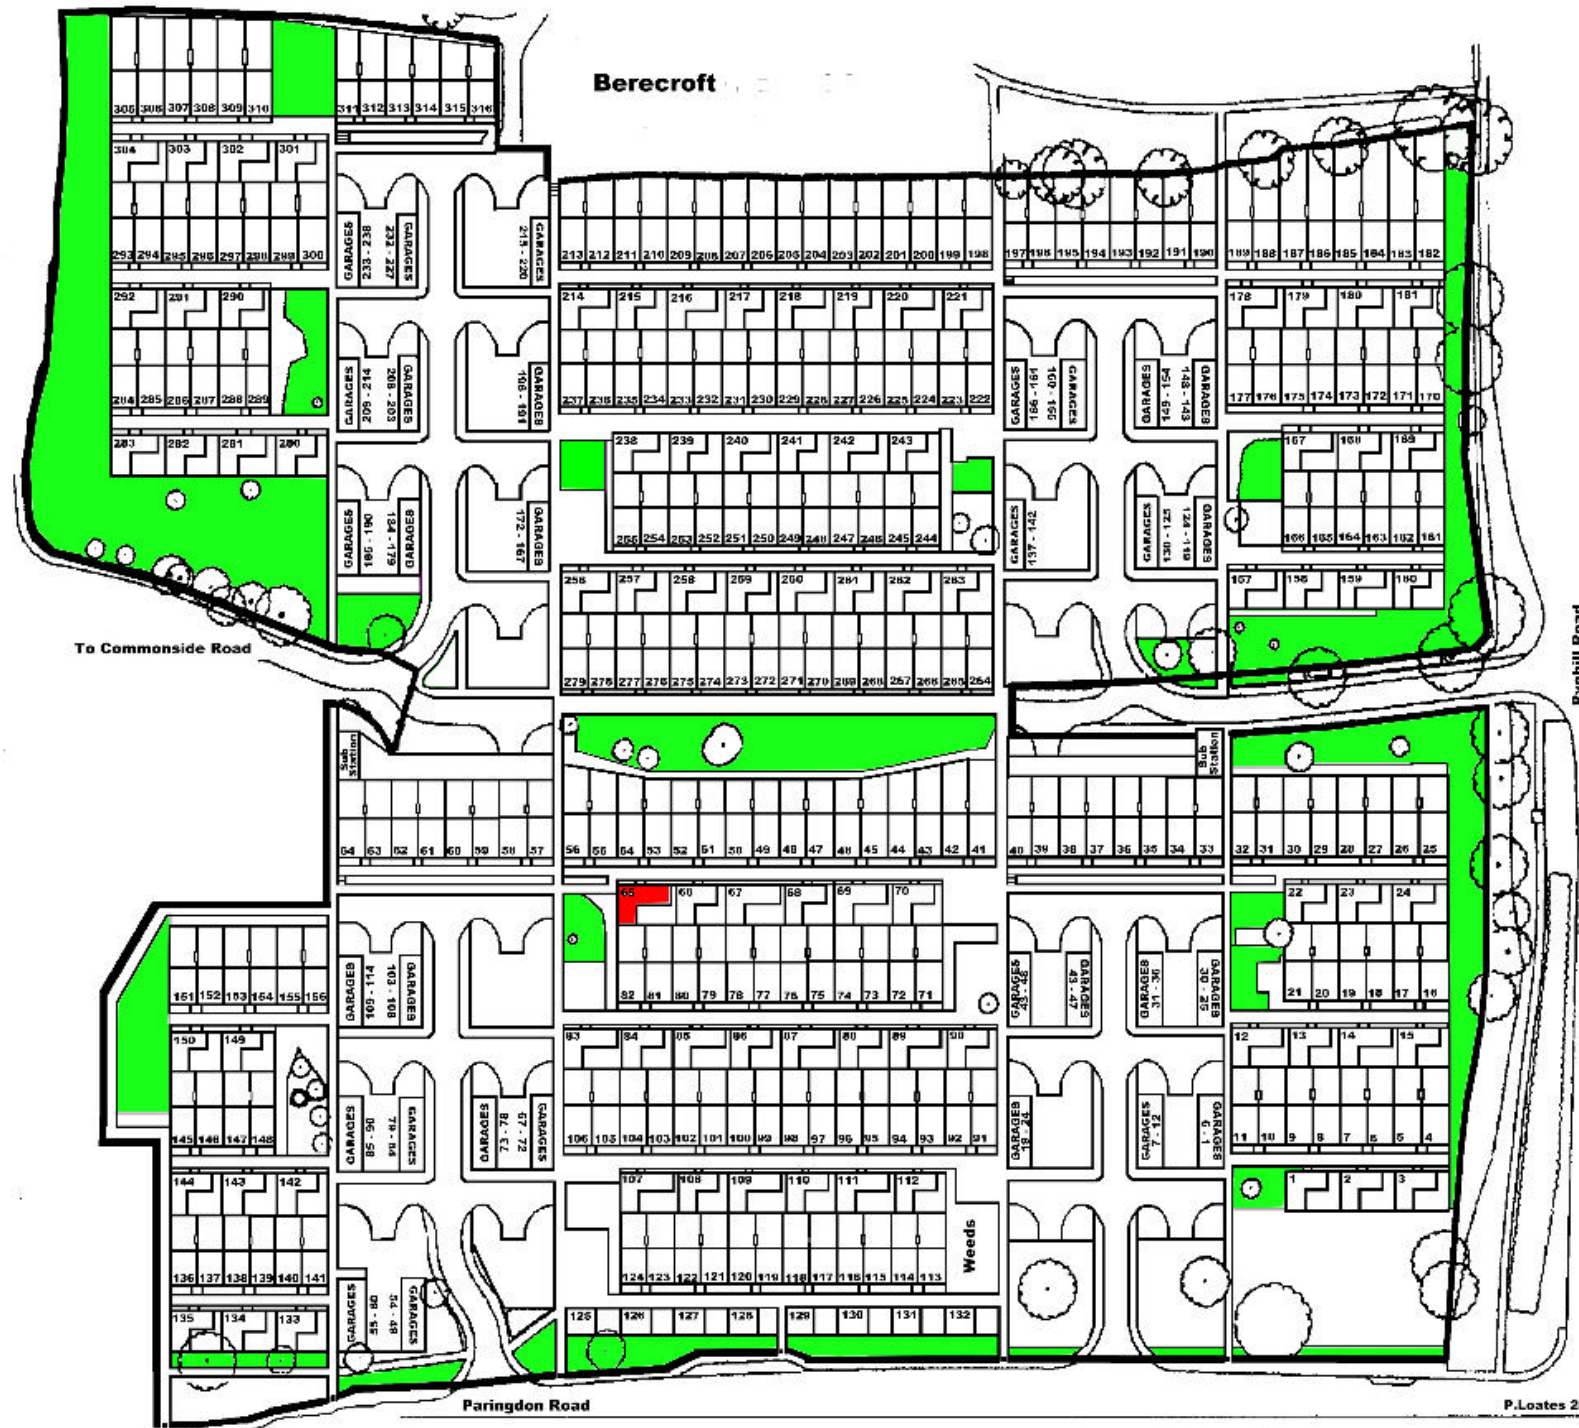 Berecroft
305 306 307 308 309 310
311 312 313 314 315 316
304 303 302 301
293 294 295 296 297 298 299 300
GARAGES 233 - 238
232 - 227 GARAGES
215 - 220 GARAGES
213 212 211 210 209 208 207 206 205 204 203 202 201 200 199 198
197 196 195 194 193 192 191 190
189 188 187 186 185 184 183 182
292 291 290
214 215 216 217 218 219 220 221
178 179 180 181
284 285 286 287 288 289
GARAGES 209 - 214
208 - 203 GARAGES
GARAGES
237 236 235 234 233 232 231 230 229 228 227 226 225 224 223 222
GARAGES 166 - 161
160 - 155 GARAGES
GARAGES 149 - 154
148 - 143 GARAGES
177 176 175 174 173 172 171 170
283 282 281 280
238 239 240 241 242 243
167 168 169
GARAGES 185 - 190
184 - 179 GARAGES
172 - 167 GARAGES
255 254 253 252 251 250 249 248 247 246 245 244
GARAGES 137 - 142
GARAGES 130 - 125
124 - 119 GARAGES
166 165 164 163 162 161
256 257 258 259 260 261 262 263
157 158 159 160
To Commonside Road
279 278 277 276 275 274 273 272 271 270 269 268 267 266 265 264
Sub Station
Sub Station
64 63 62 61 60 59 58 57
56 55 54 53 52 51 50 49 48 47 46 45 44 43 42 41
40 39 38 37 36 35 34 33
32 31 30 29 28 27 26 25
65 66 67 68 69 70
22 23 24
151 152 153 154 155 156
GARAGES 109 - 114
103 - 108 GARAGES
82 81 80 79 78 77 76 75 74 73 72 71
GARAGES 43 - 48
GARAGES
GARAGES 31 - 36
30 - 25 GARAGES
21 20 19 18 17 16
150 149
83 84 85 86 87 88 89 90
12 13 14 15
145 146 147 148
GARAGES 85 - 90
79 - 84 GARAGES
GARAGES 73 - 78
67 - 72 GARAGES
106 105 104 103 102 101 100 99 98 97 96 95 94 93 92 91
GARAGES 19 - 24
GARAGES 7 - 12
6 - 1 GARAGES
11 10 9 8 7 6 5 4
144 143 142
107 108 109 110 111 112
1 2 3
Weeds
136 137 138 139 140 141
124 123 122 121 120 119 118 117 116 115 114 113
GARAGES 55 - 60
54 - 49 GARAGES
135 134 133
125 126 127 128 129 130 131 132
Paringdon Road
P.Loates